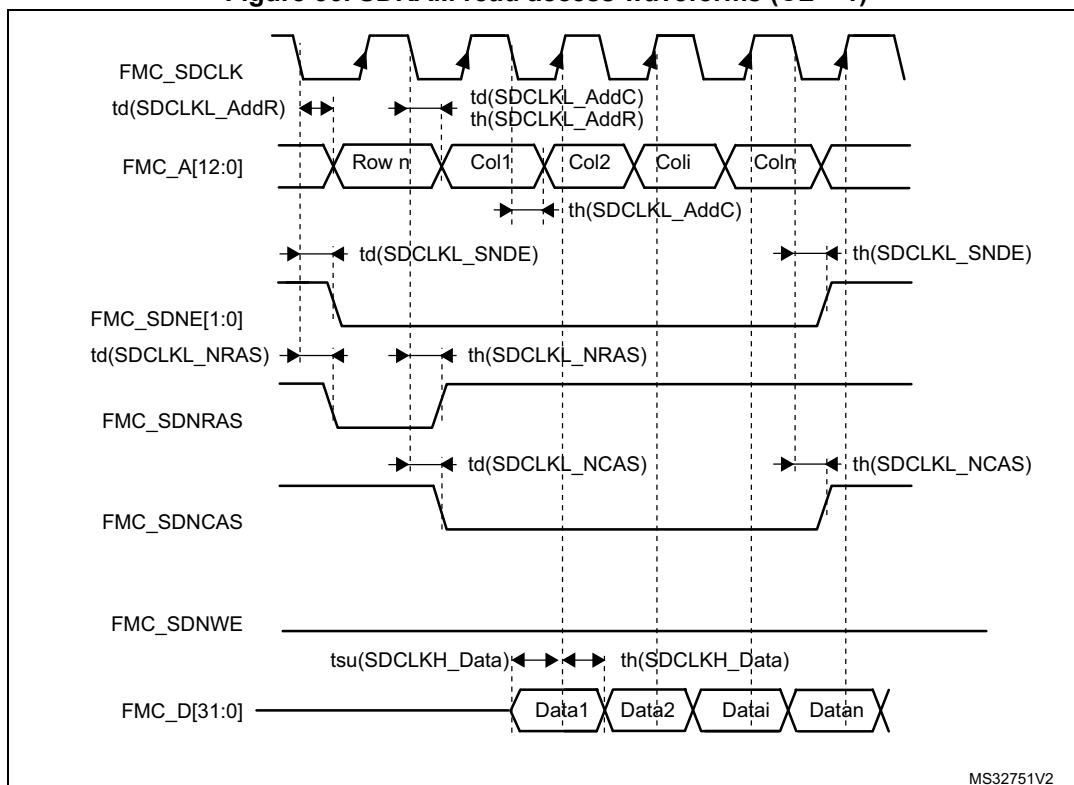 Figure 66. SDRAM read access waveforms (CL = 1)
FMC_SDCLK
td(SDCLKL_AddR)
td(SDCLKL_AddC)
th(SDCLKL_AddR)
FMC_A[12:0]
Row n
Col1
Col2
Coli
Coln
th(SDCLKL_AddC)
td(SDCLKL_SNDE)
th(SDCLKL_SNDE)
FMC_SDNE[1:0]
td(SDCLKL_NRAS)
th(SDCLKL_NRAS)
FMC_SDNRAS
td(SDCLKL_NCAS)
th(SDCLKL_NCAS)
FMC_SDNCAS
FMC_SDNWE
tsu(SDCLKH_Data)
th(SDCLKH_Data)
FMC_D[31:0]
Data1
Data2
Datai
Datan
MS32751V2